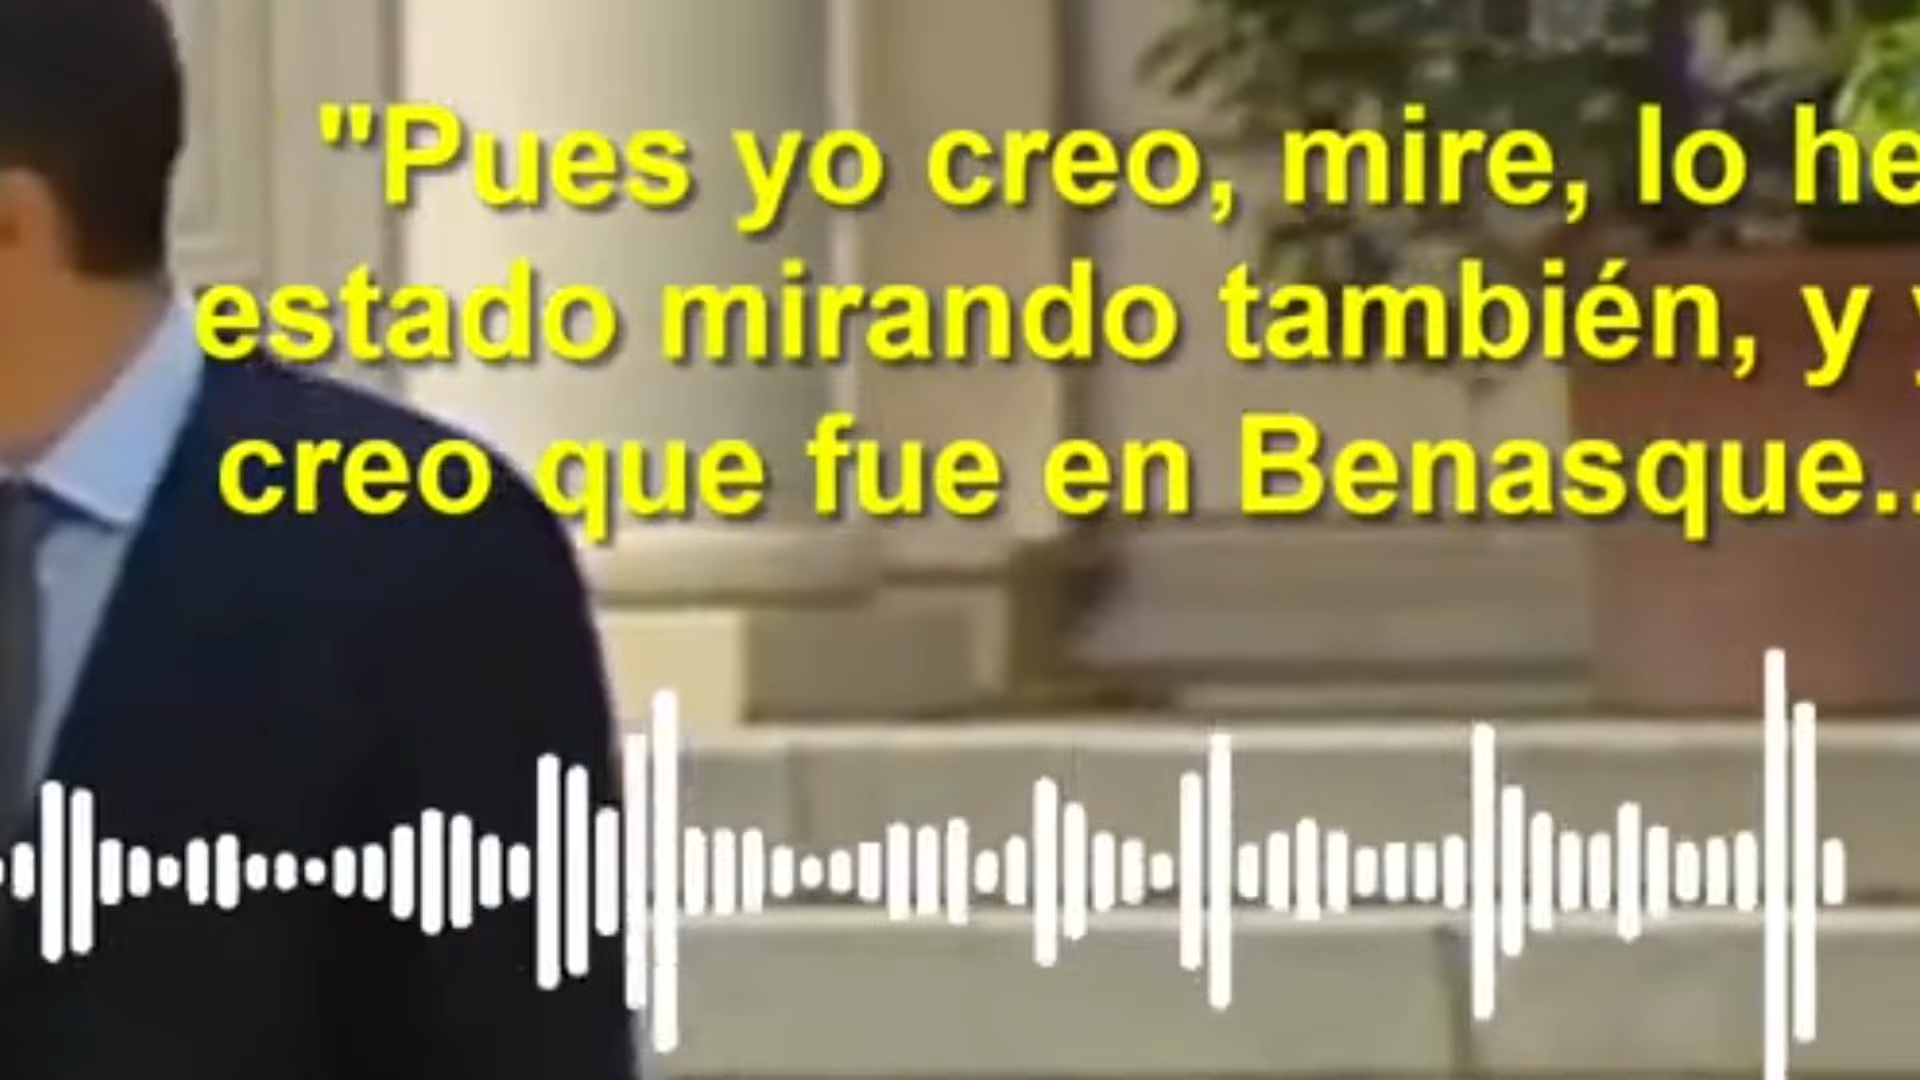 "Pues yo creo, mire, lo he
estado mirando también, y
creo que fue en Benasque..